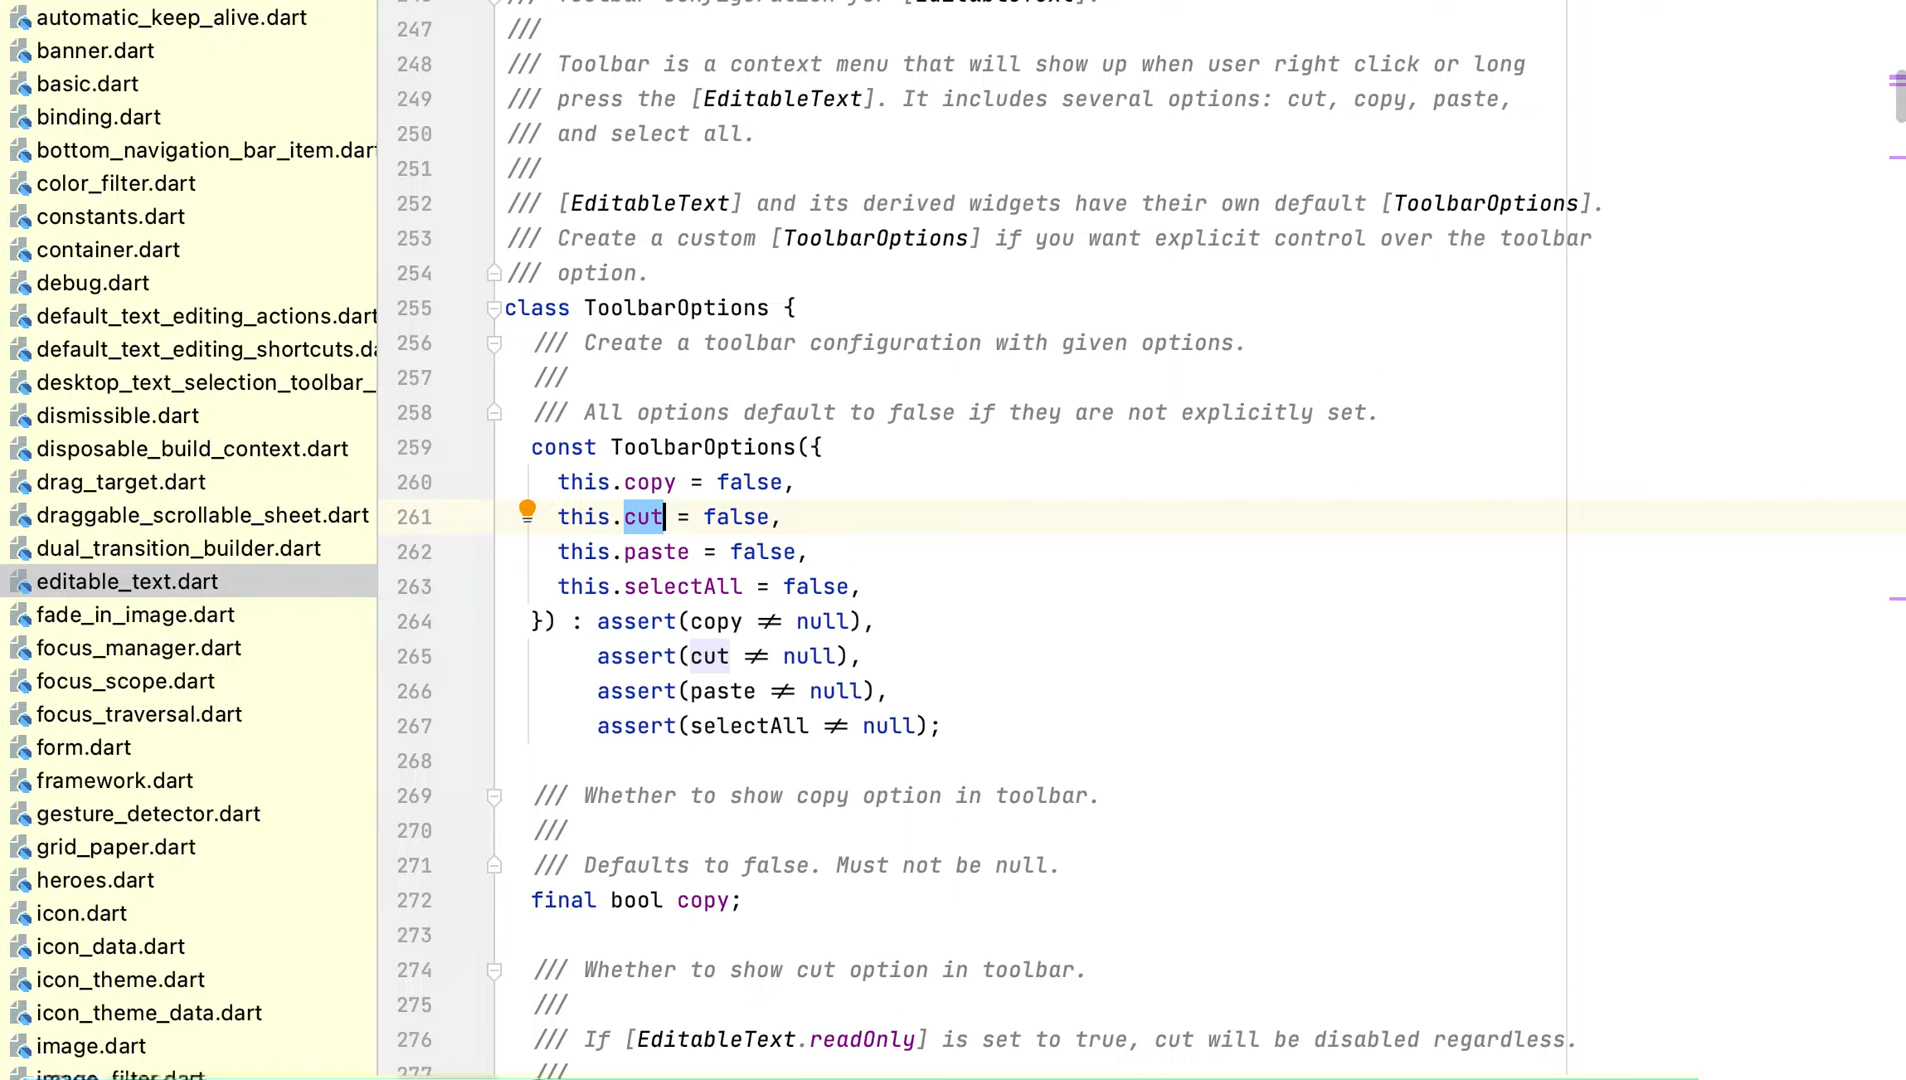 automatic_keep_alive.dart
banner.dart
basic.dart
binding.dart
bottom_navigation_bar_item.dart
color_filter.dart
constants.dart
container.dart
debug.dart
default_text_editing_actions.dart
default_text_editing_shortcuts.da
desktop_text_selection_toolbar_
dismissible.dart
disposable_build_context.dart
drag_target.dart
draggable_scrollable_sheet.dart
dual_transition_builder.dart
editable_text.dart
fade_in_image.dart
focus_manager.dart
focus_scope.dart
focus_traversal.dart
form.dart
framework.dart
gesture_detector.dart
grid_paper.dart
heroes.dart
icon.dart
icon_data.dart
icon_theme.dart
icon_theme_data.dart
image.dart
image_filter.dart
246 /// Toolbar configuration for [EditableText].
247 ///
248 /// Toolbar is a context menu that will show up when user right click or long
249 /// press the [EditableText]. It includes several options: cut, copy, paste,
250 /// and select all.
251 ///
252 /// [EditableText] and its derived widgets have their own default [ToolbarOptions].
253 /// Create a custom [ToolbarOptions] if you want explicit control over the toolbar
254 /// option.
255 class ToolbarOptions {
256 /// Create a toolbar configuration with given options.
257 ///
258 /// All options default to false if they are not explicitly set.
259 const ToolbarOptions({
260 this.copy = false,
261 this.cut = false,
262 this.paste = false,
263 this.selectAll = false,
264 }) : assert(copy ≠ null),
265 assert(cut ≠ null),
266 assert(paste ≠ null),
267 assert(selectAll ≠ null);
268
269 /// Whether to show copy option in toolbar.
270 ///
271 /// Defaults to false. Must not be null.
272 final bool copy;
273
274 /// Whether to show cut option in toolbar.
275 ///
276 /// If [EditableText.readOnly] is set to true, cut will be disabled regardless.
277 ///